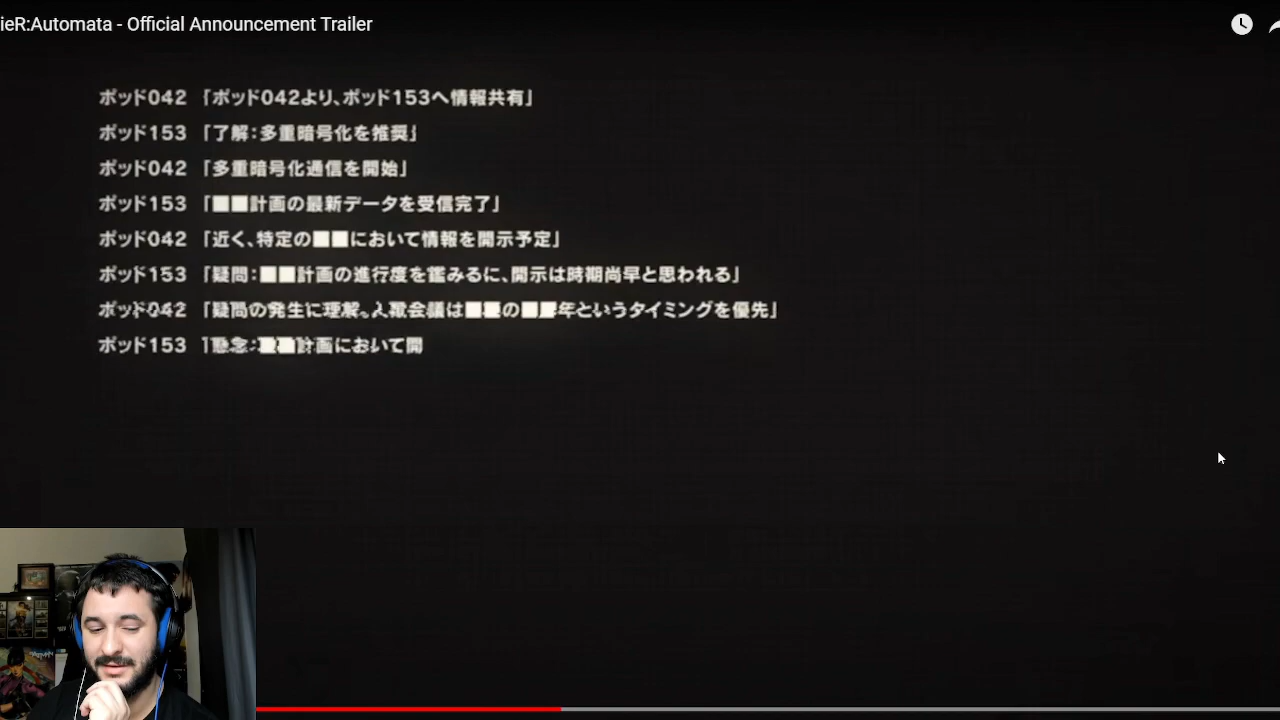 ieR:Automata - Official Announcement Trailer
ポッド042 「ポッド042より、ポッド153へ情報共有」
ポッド153 「了解：多重暗号化を推奨」
ポッド042 「多重暗号化通信を開始」
ポッド153 「■■計画の最新データを受信完了」
ポッド042 「近く、特定の■■において情報を開示予定」
ポッド153 「疑問：■■計画の進行度を鑑みるに、開示は時期尚早と思われる」
ポッド042 「疑問の発生に理解。人類会議は■■の■■年というタイミングを優先」
ポッド153 「懸念：■■計画において開